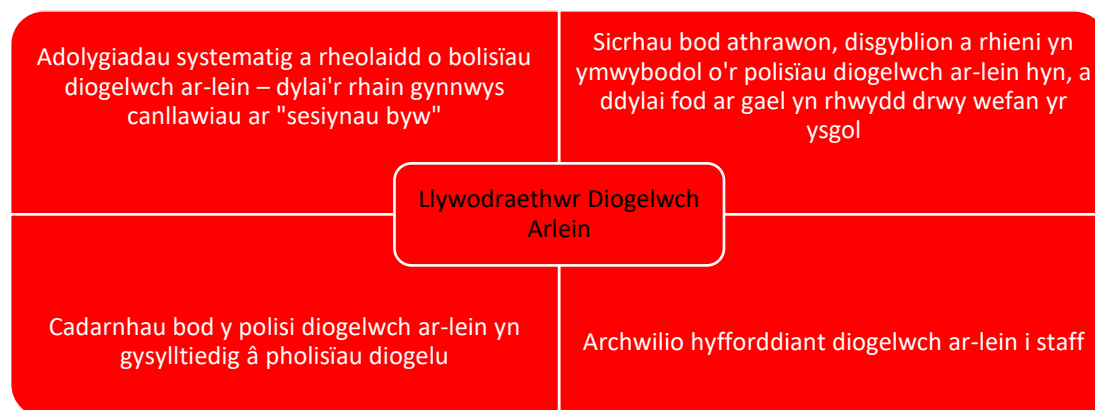 Adolygiadau systematig a rheolaidd o bolisïau
diogelwch ar-lein – dylai'r rhain gynnwys
canllawiau ar "sesiynau byw"
Sicrhau bod athrawon, disgyblion a rhieni yn
ymwybodol o'r polisïau diogelwch ar-lein hyn, a
ddylai fod ar gael yn rhwydd drwy wefan yr
ysgol
Llywodraethwr Diogelwch
Arlein
Cadarnhau bod y polisi diogelwch ar-lein yn
gysylltiedig â pholisïau diogelu
Archwilio hyfforddiant diogelwch ar-lein i staff